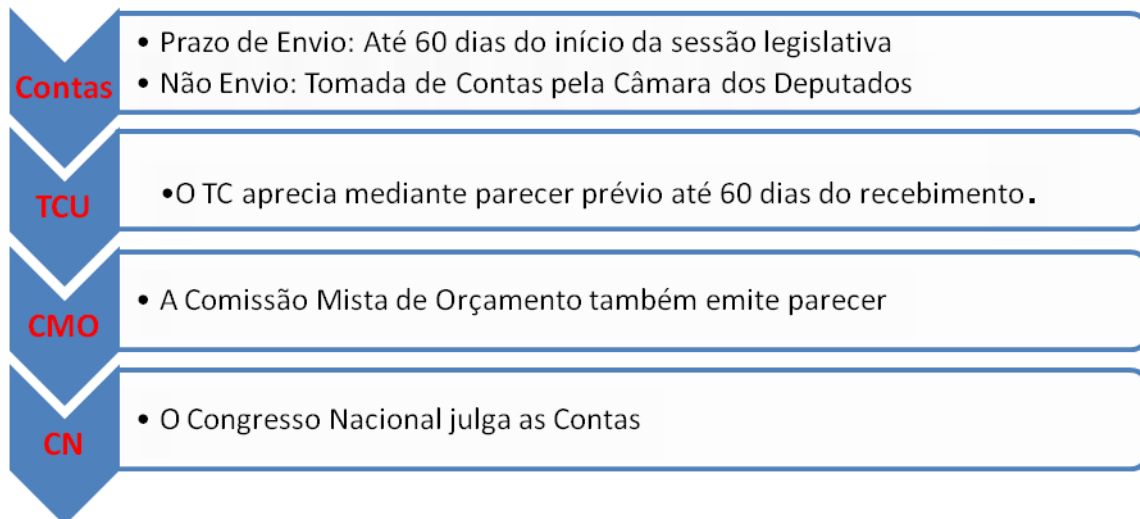 Contas
• Prazo de Envio: Até 60 dias do início da sessão legislativa
• Não Envio: Tomada de Contas pela Câmara dos Deputados
TCU
•O TC aprecia mediante parecer prévio até 60 dias do recebimento.
CMO
• A Comissão Mista de Orçamento também emite parecer
CN
• O Congresso Nacional julga as Contas